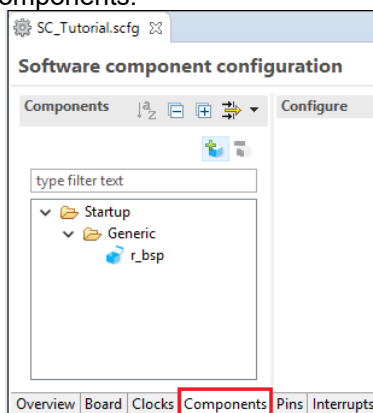 components.
SC_Tutorial.scfg
Software component configuration
Components
Configure
type filter text
Startup
Generic
r_bsp
Overview Board Clocks Components Pins Interrupts